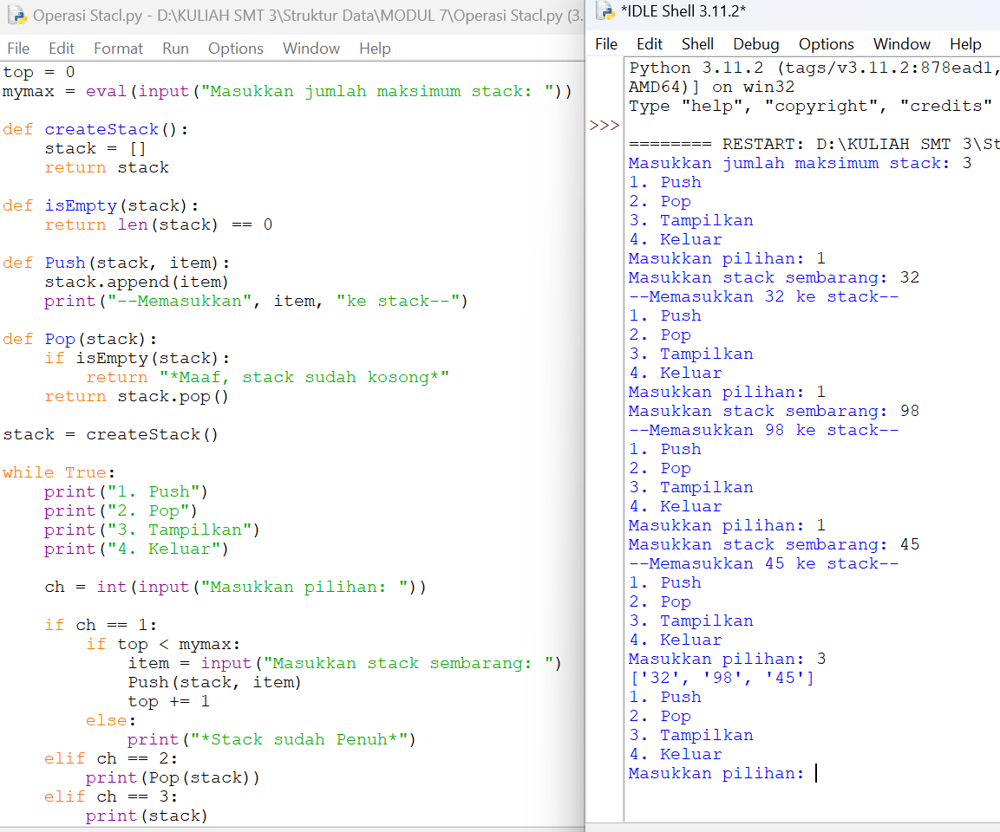 Operasi Stacl.py - D:\KULIAH SMT 3\Struktur Data\MODUL 7\Operasi Stacl.py (3.
File Edit Format Run Options Window Help
top = 0
mymax = eval(input("Masukkan jumlah maksimum stack: "))

def createStack():
    stack = []
    return stack

def isEmpty(stack):
    return len(stack) == 0

def Push(stack, item):
    stack.append(item)
    print("--Memasukkan", item, "ke stack--")

def Pop(stack):
    if isEmpty(stack):
        return "*Maaf, stack sudah kosong*"
    return stack.pop()

stack = createStack()

while True:
    print("1. Push")
    print("2. Pop")
    print("3. Tampilkan")
    print("4. Keluar")

    ch = int(input("Masukkan pilihan: "))

    if ch == 1:
        if top < mymax:
            item = input("Masukkan stack sembarang: ")
            Push(stack, item)
            top += 1
        else:
            print("*Stack sudah Penuh*")
    elif ch == 2:
        print(Pop(stack))
    elif ch == 3:
        print(stack)
*IDLE Shell 3.11.2*
File Edit Shell Debug Options Window Help
Python 3.11.2 (tags/v3.11.2:878ead1,
AMD64)] on win32
Type "help", "copyright", "credits"
>>>
======== RESTART: D:\KULIAH SMT 3\St
Masukkan jumlah maksimum stack: 3
1. Push
2. Pop
3. Tampilkan
4. Keluar
Masukkan pilihan: 1
Masukkan stack sembarang: 32
--Memasukkan 32 ke stack--
1. Push
2. Pop
3. Tampilkan
4. Keluar
Masukkan pilihan: 1
Masukkan stack sembarang: 98
--Memasukkan 98 ke stack--
1. Push
2. Pop
3. Tampilkan
4. Keluar
Masukkan pilihan: 1
Masukkan stack sembarang: 45
--Memasukkan 45 ke stack--
1. Push
2. Pop
3. Tampilkan
4. Keluar
Masukkan pilihan: 3
['32', '98', '45']
1. Push
2. Pop
3. Tampilkan
4. Keluar
Masukkan pilihan: